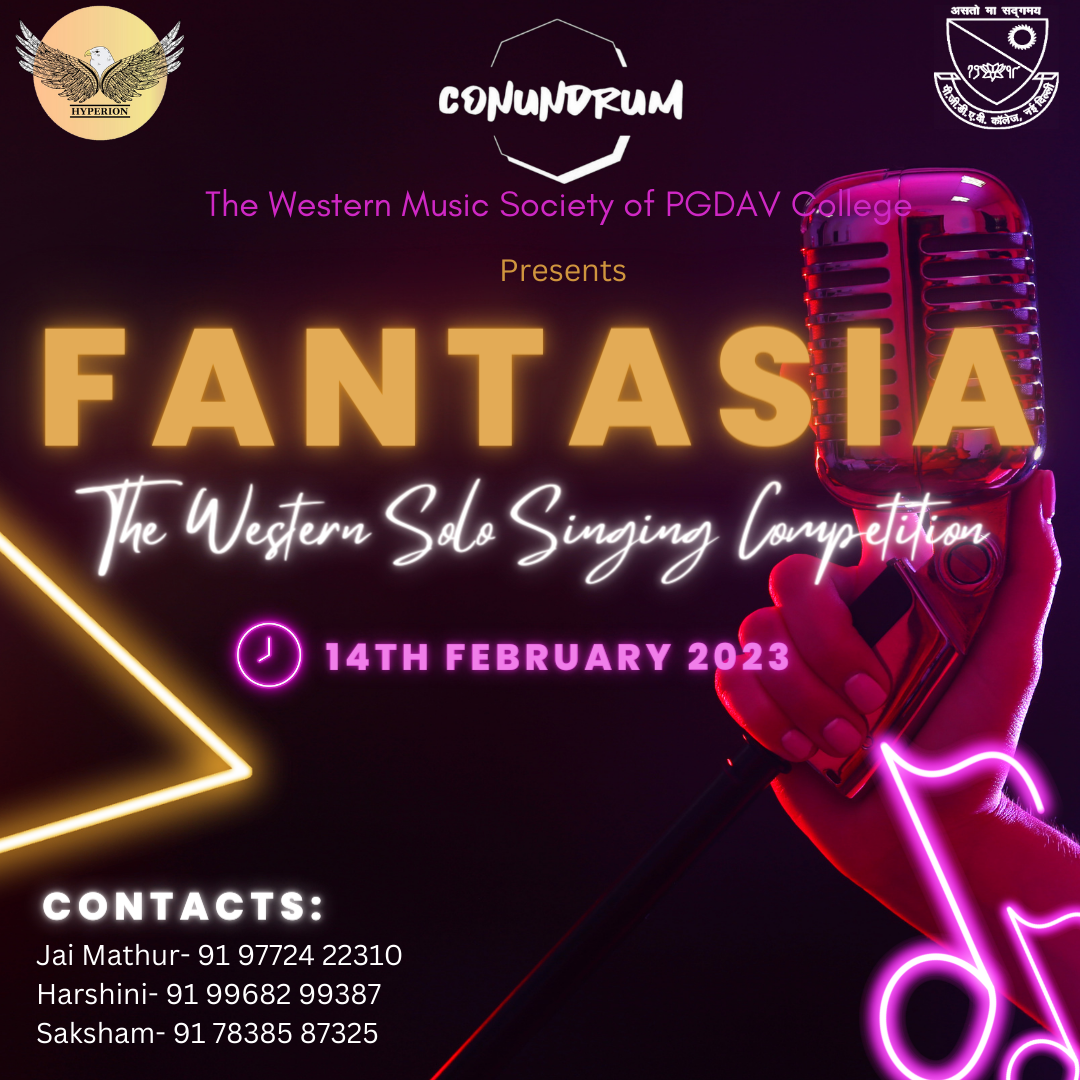 HYPERION
CONUNDRUM
असतो मा सद्गमय
पी.जी.डी.ए.वी. कॉलेज, नई दिल्ली
The Western Music Society of PGDAV College
Presents
FANTASIA
The Western Solo Singing Competition
14TH FEBRUARY 2023
CONTACTS:
Jai Mathur- 91 97724 22310
Harshini- 91 99682 99387
Saksham- 91 78385 87325